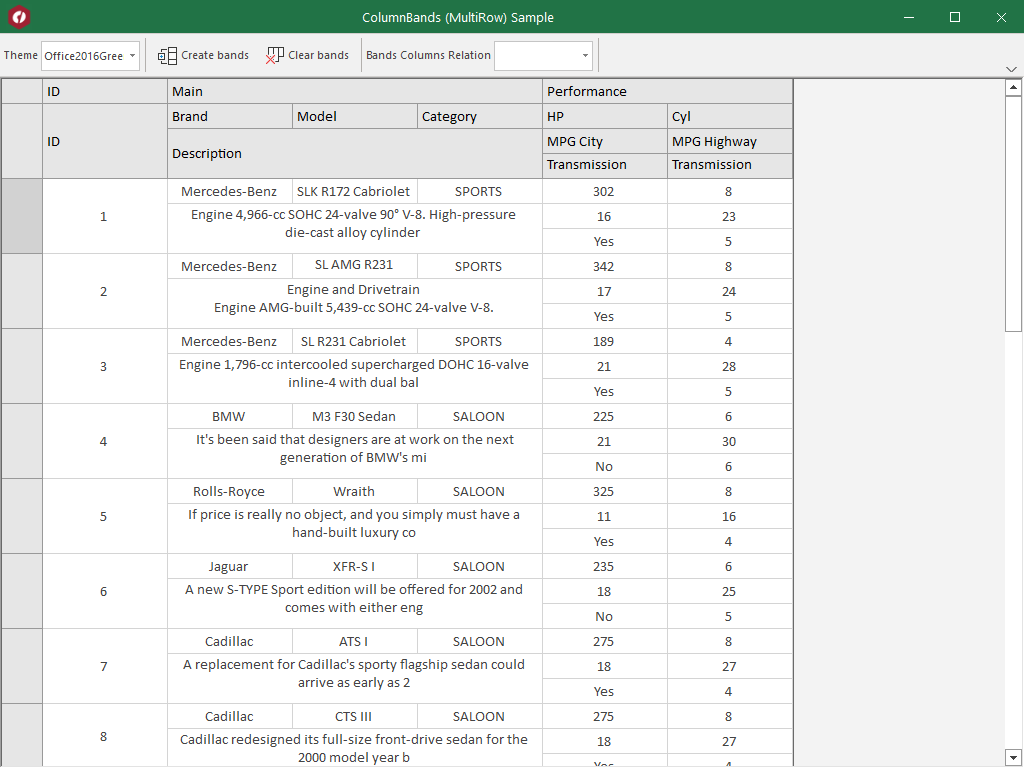 ColumnBands (MultiRow) Sample
Theme Office2016Gree Create bands Clear bands Bands Columns Relation
ID Main Performance
ID Brand Model Category HP Cyl
Description MPG City MPG Highway
Transmission Transmission
1 Mercedes-Benz SLK R172 Cabriolet SPORTS 302 8
Engine 4,966-cc SOHC 24-valve 90° V-8. High-pressure 16 23
die-cast alloy cylinder
Yes 5
2 Mercedes-Benz SL AMG R231 SPORTS 342 8
Engine and Drivetrain 17 24
Engine AMG-built 5,439-cc SOHC 24-valve V-8.
Yes 5
3 Mercedes-Benz SL R231 Cabriolet SPORTS 189 4
Engine 1,796-cc intercooled supercharged DOHC 16-valve 21 28
inline-4 with dual bal
Yes 5
4 BMW M3 F30 Sedan SALOON 225 6
It's been said that designers are at work on the next 21 30
generation of BMW's mi
No 6
5 Rolls-Royce Wraith SALOON 325 8
If price is really no object, and you simply must have a 11 16
hand-built luxury co
Yes 4
6 Jaguar XFR-S I SALOON 235 6
A new S-TYPE Sport edition will be offered for 2002 and 18 25
comes with either eng
No 5
7 Cadillac ATS I SALOON 275 8
A replacement for Cadillac's sporty flagship sedan could 18 27
arrive as early as 2
Yes 4
8 Cadillac CTS III SALOON 275 8
Cadillac redesigned its full-size front-drive sedan for the 18 27
2000 model year b
Yes 4